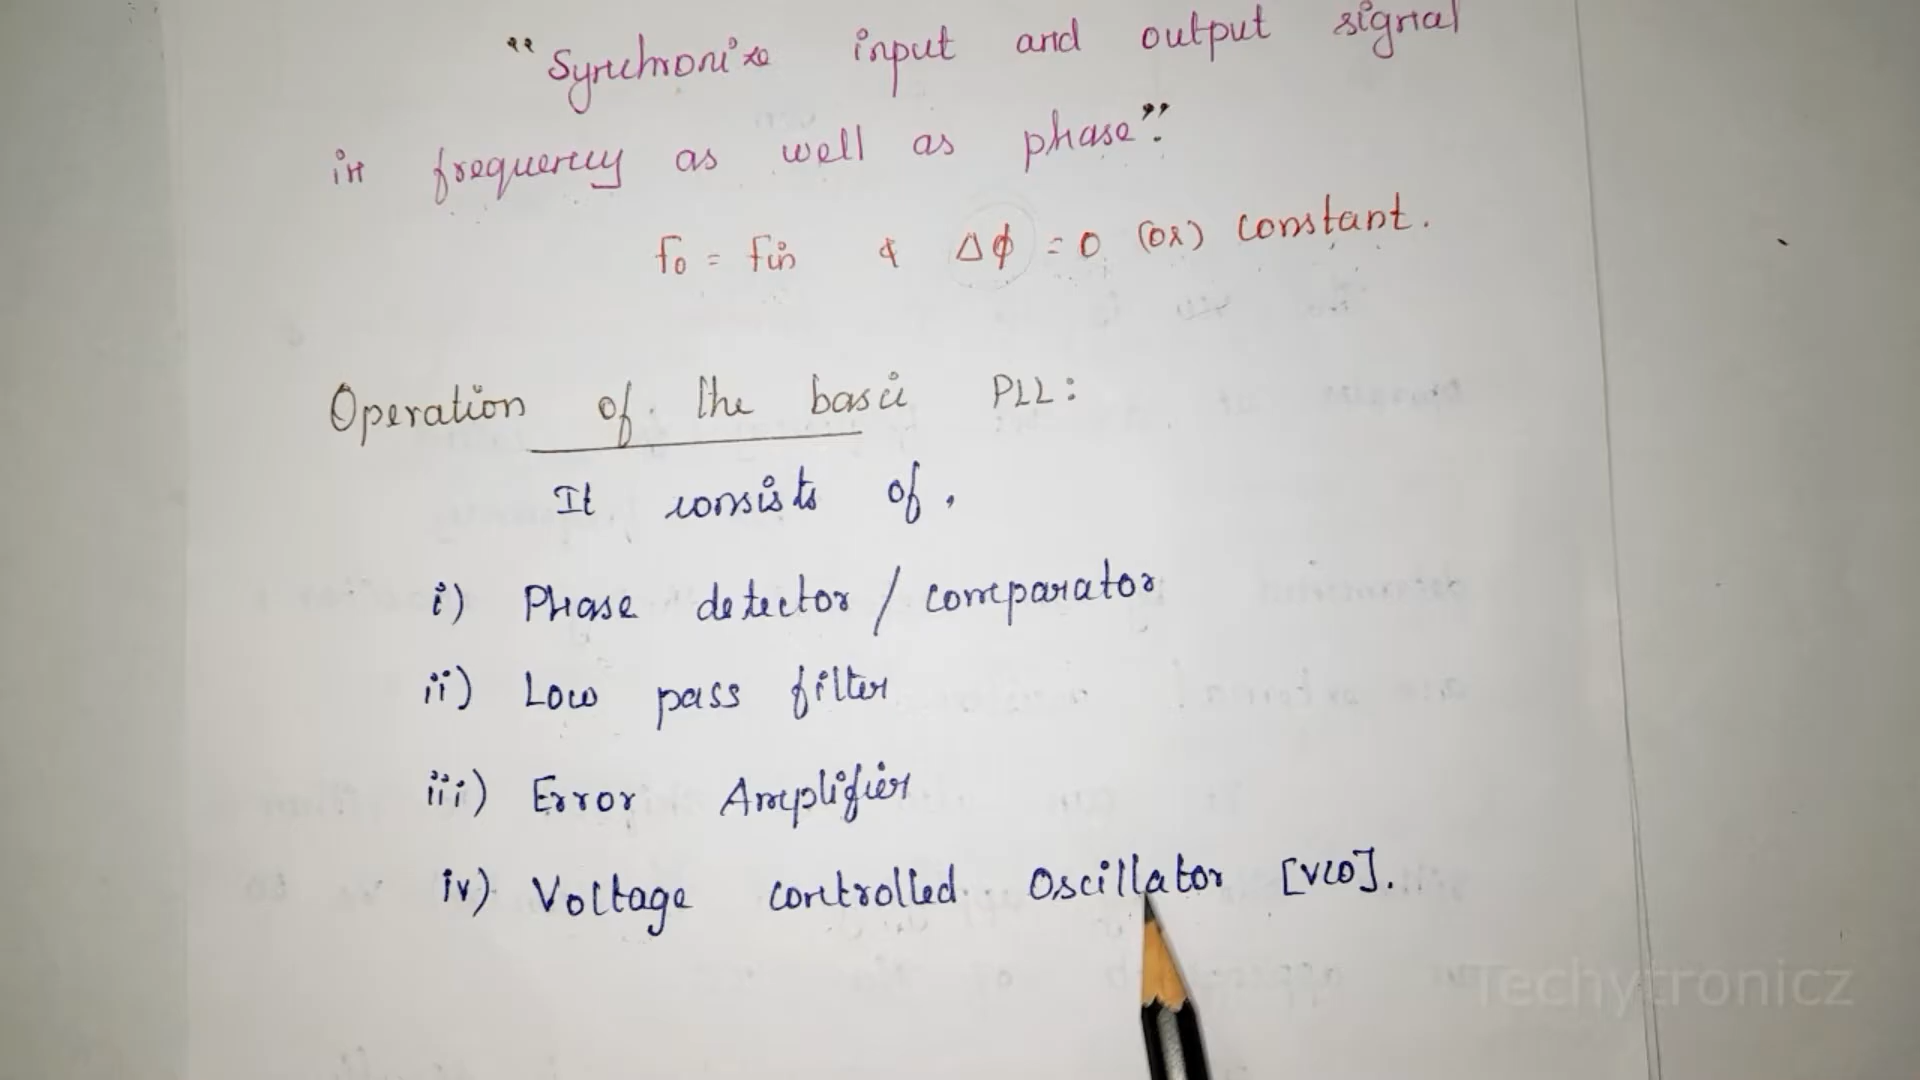 "Synchronize input and output signal
in frequency as well as phase".
fo = fin & Δϕ = 0 (or) constant.
Operation of the basic PLL:
It consists of,
i) Phase detector / comparator
ii) Low pass filter
iii) Error Amplifier
iv) Voltage controlled Oscillator [VCO].
Techytronicz